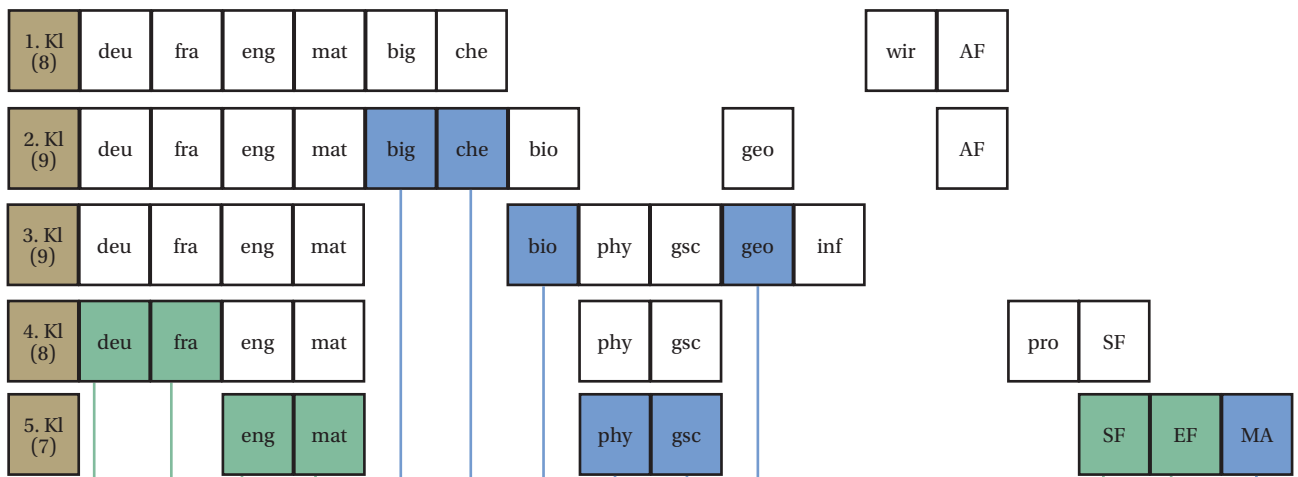 1. Kl
(8)
deu fra eng mat big che wir AF
2. Kl
(9)
deu fra eng mat big che bio geo AF
3. Kl
(9)
deu fra eng mat bio phy gsc geo inf
4. Kl
(8)
deu fra eng mat phy gsc pro SF
5. Kl
(7)
eng mat phy gsc SF EF MA